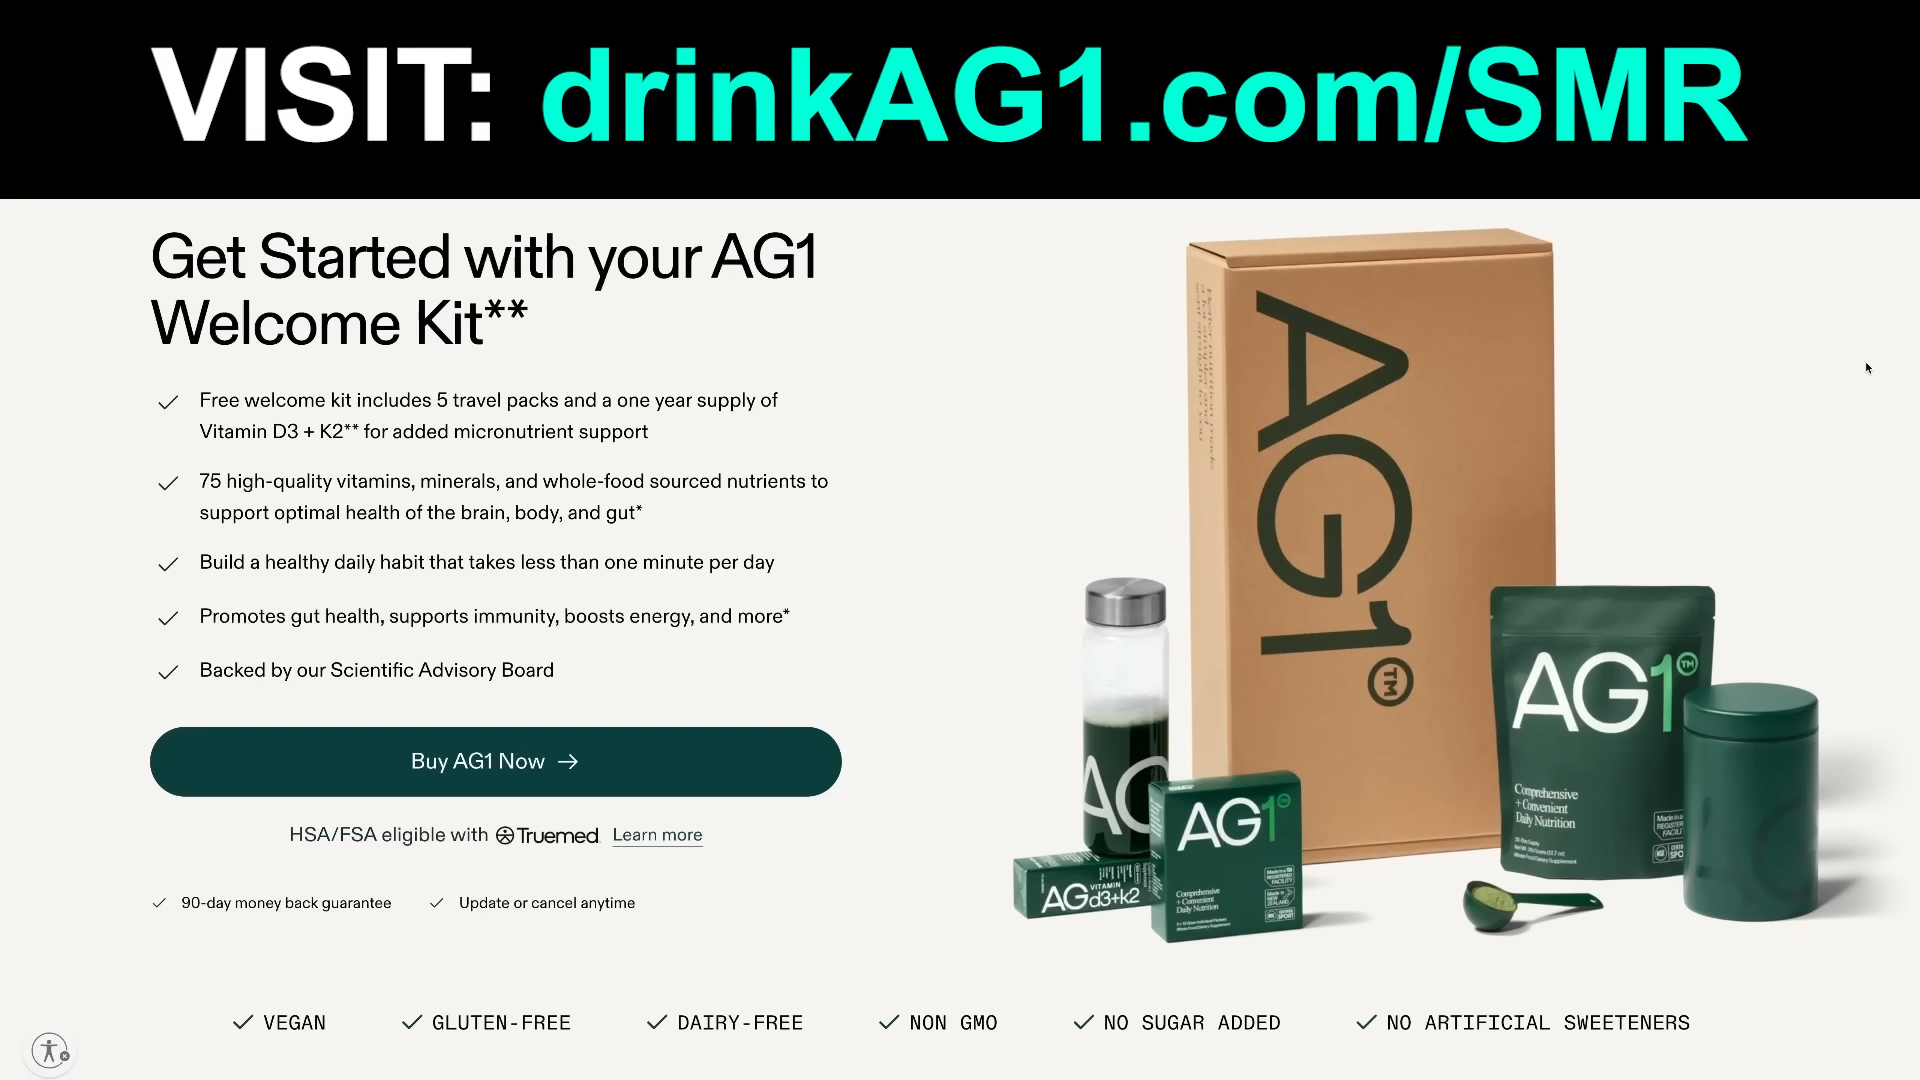 VISIT: drinkAG1.com/SMR
Get Started with your AG1
Welcome Kit**
Free welcome kit includes 5 travel packs and a one year supply of
Vitamin D3 + K2** for added micronutrient support
75 high-quality vitamins, minerals, and whole-food sourced nutrients to
support optimal health of the brain, body, and gut*
Build a healthy daily habit that takes less than one minute per day
Promotes gut health, supports immunity, boosts energy, and more*
Backed by our Scientific Advisory Board
Buy AG1 Now
HSA/FSA eligible with Truemed Learn more
90-day money back guarantee
Update or cancel anytime
AG1™
AG1™
Comprehensive
+ Convenient
Daily Nutrition
AG
VITAMIN
AG d3+k2
AG1™
Comprehensive
+ Convenient
Daily Nutrition
VEGAN
GLUTEN-FREE
DAIRY-FREE
NON GMO
NO SUGAR ADDED
NO ARTIFICIAL SWEETENERS